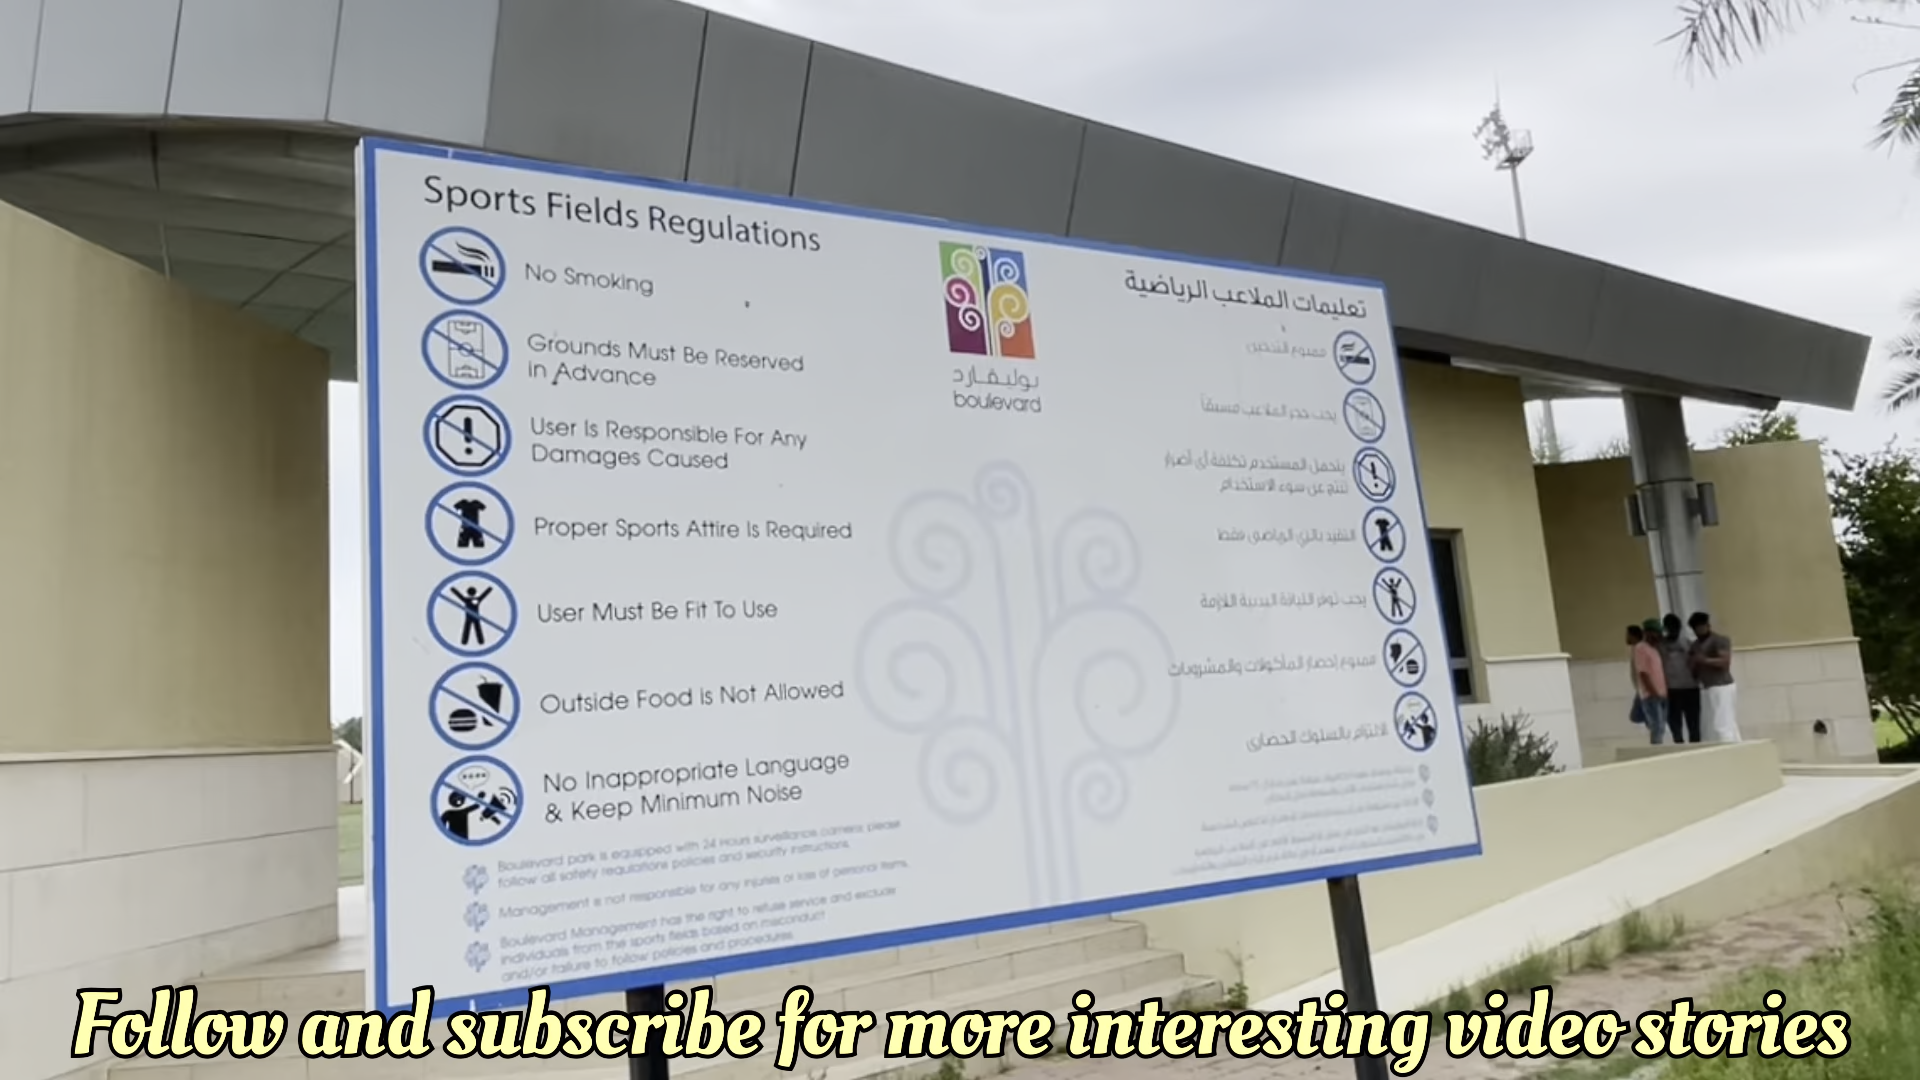 Sports Fields Regulations
No Smoking
Grounds Must Be Reserved
in Advance
User Is Responsible For Any
Damages Caused
Proper Sports Attire Is Required
User Must Be Fit To Use
Outside Food is Not Allowed
No Inappropriate Language
& Keep Minimum Noise
Boulevard park is equipped with 24 Hours surveillance camera, please
follow all safety regulations policies and security instructions.
Management is not responsible for any injuries or loss of personal items.
Boulevard Management has the right to refuse service and exclude
individuals from the sports fields based on misconduct
and/or failure to follow policies and procedures.
بوليفارد
boulevard
تعليمات الملاعب الرياضية
ممنوع التدخين
يجب حجز الملاعب مسبقاً
يتحمل المستخدم تكلفة أي أضرار
تنتج عن سوء الاستخدام
التقيد بالزي الرياضي فقط
يجب توفر اللياقة البدنية اللازمة
ممنوع إحضار المأكولات والمشروبات
الالتزام بالسلوك الحضاري
Follow and subscribe for more interesting video stories